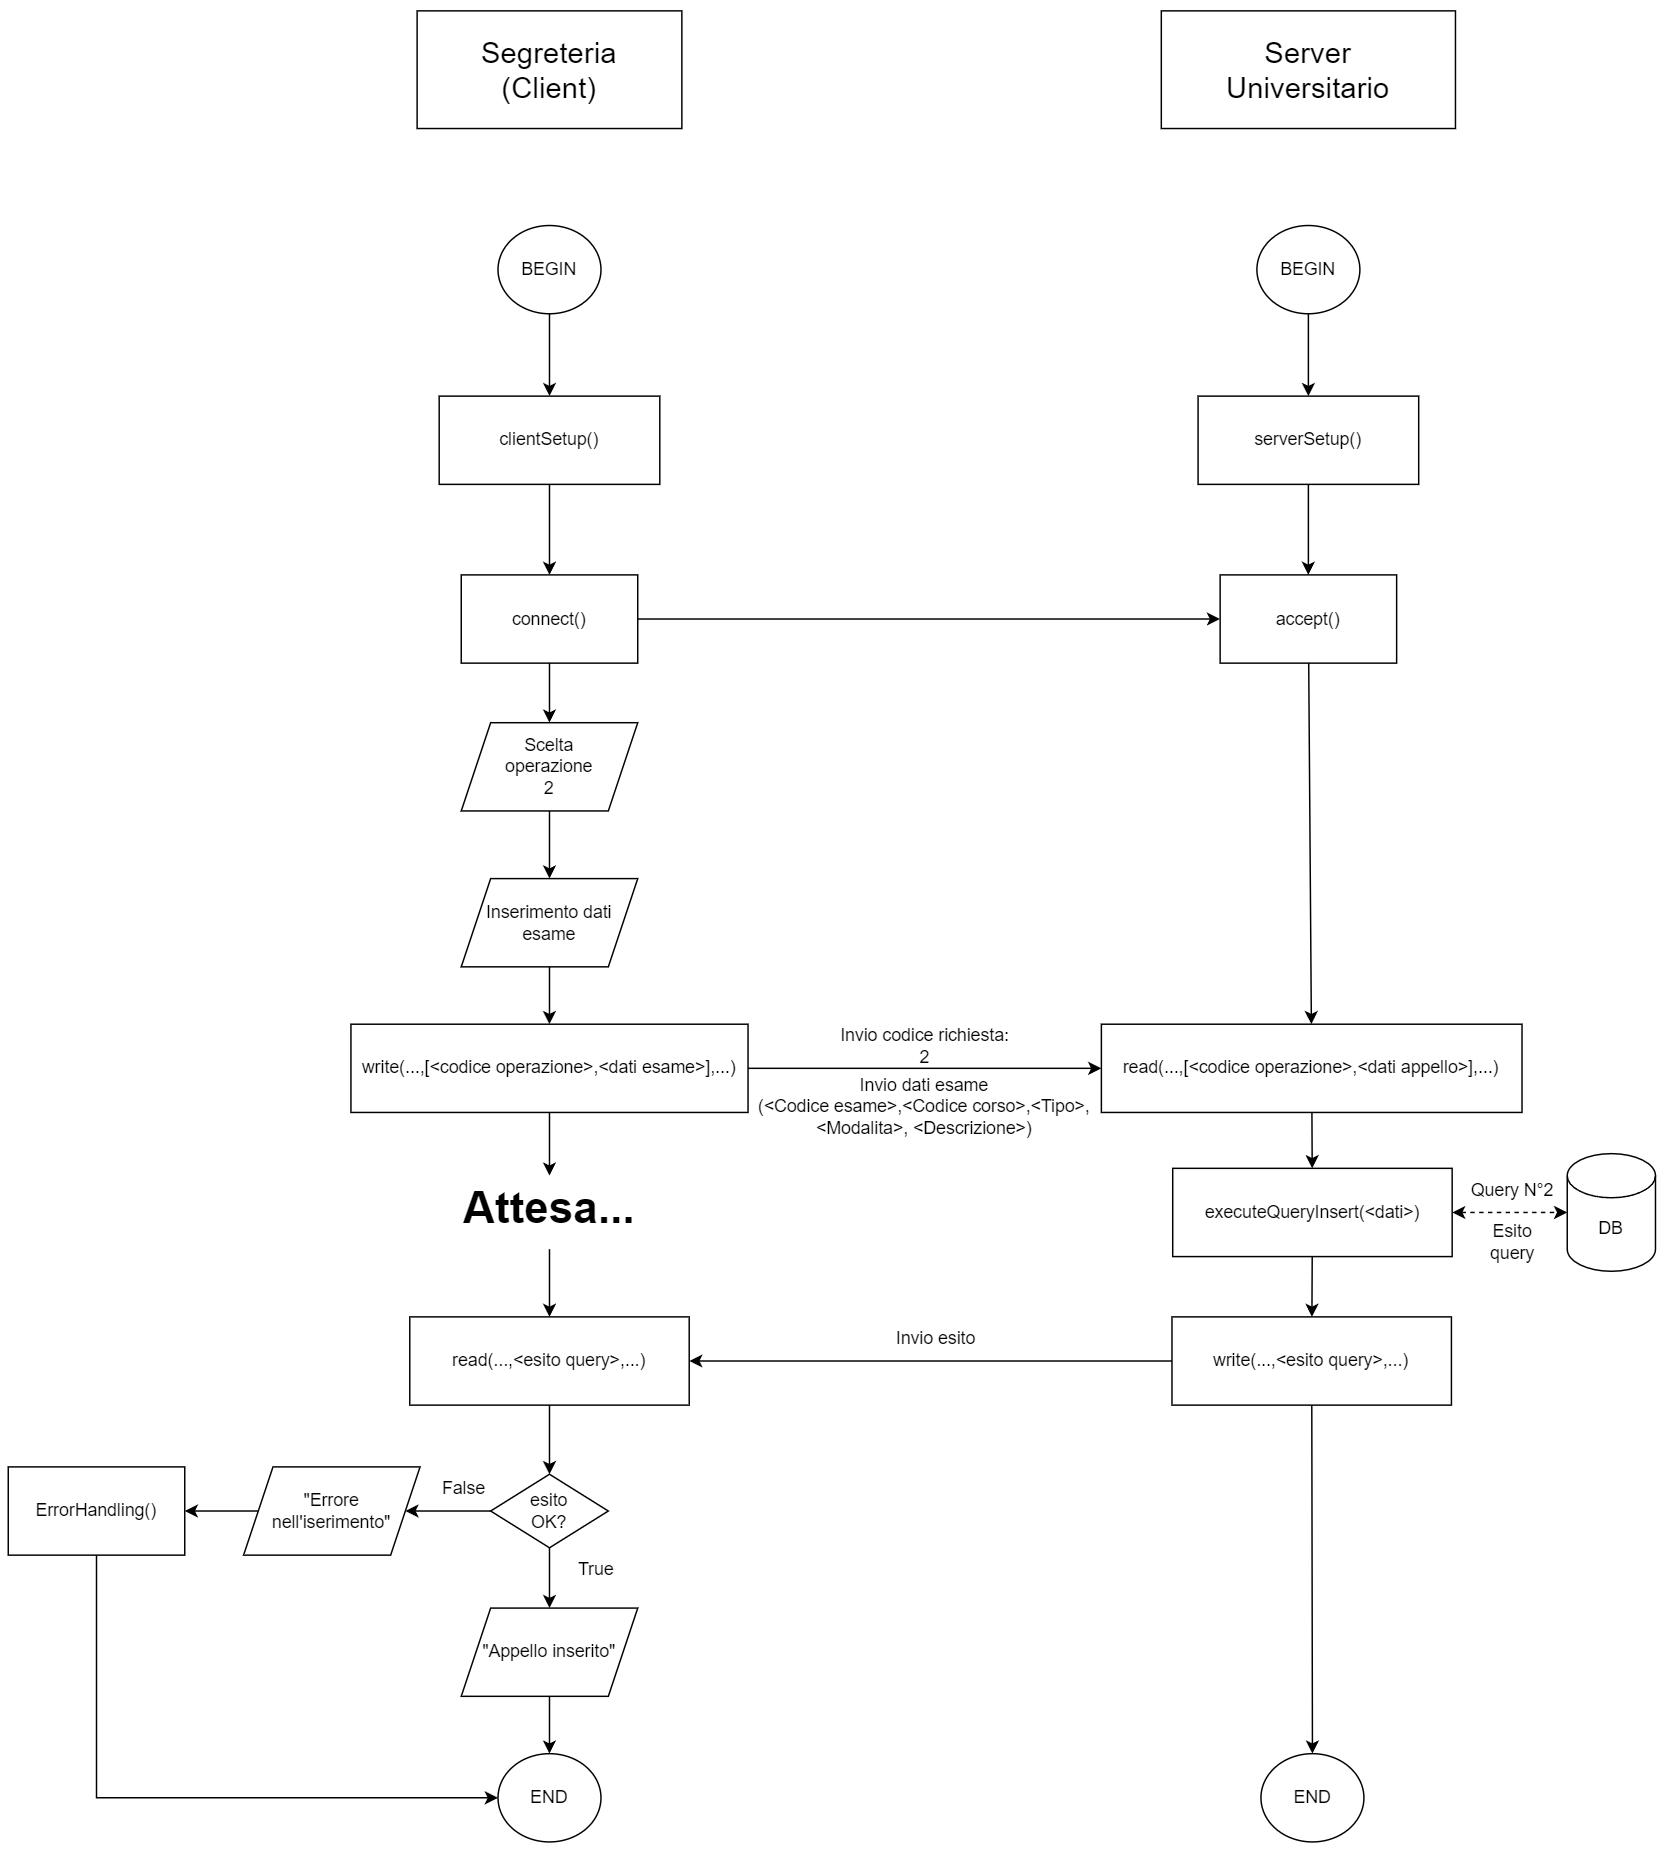 Segreteria
(Client)
Server
Universitario
BEGIN
BEGIN
clientSetup()
serverSetup()
connect()
accept()
Scelta
operazione
2
Inserimento dati
esame
write(...,[<codice operazione>,<dati esame>],...)
Invio codice richiesta:
2
Invio dati esame
(<Codice esame>,<Codice corso>,<Tipo>,
<Modalita>, <Descrizione>)
read(...,[<codice operazione>,<dati appello>],...)
Attesa...
executeQueryInsert(<dati>)
Query N°2
Esito
query
DB
read(...,<esito query>,...)
Invio esito
write(...,<esito query>,...)
ErrorHandling()
"Errore
nell'iserimento"
False
esito
OK?
True
"Appello inserito"
END
END